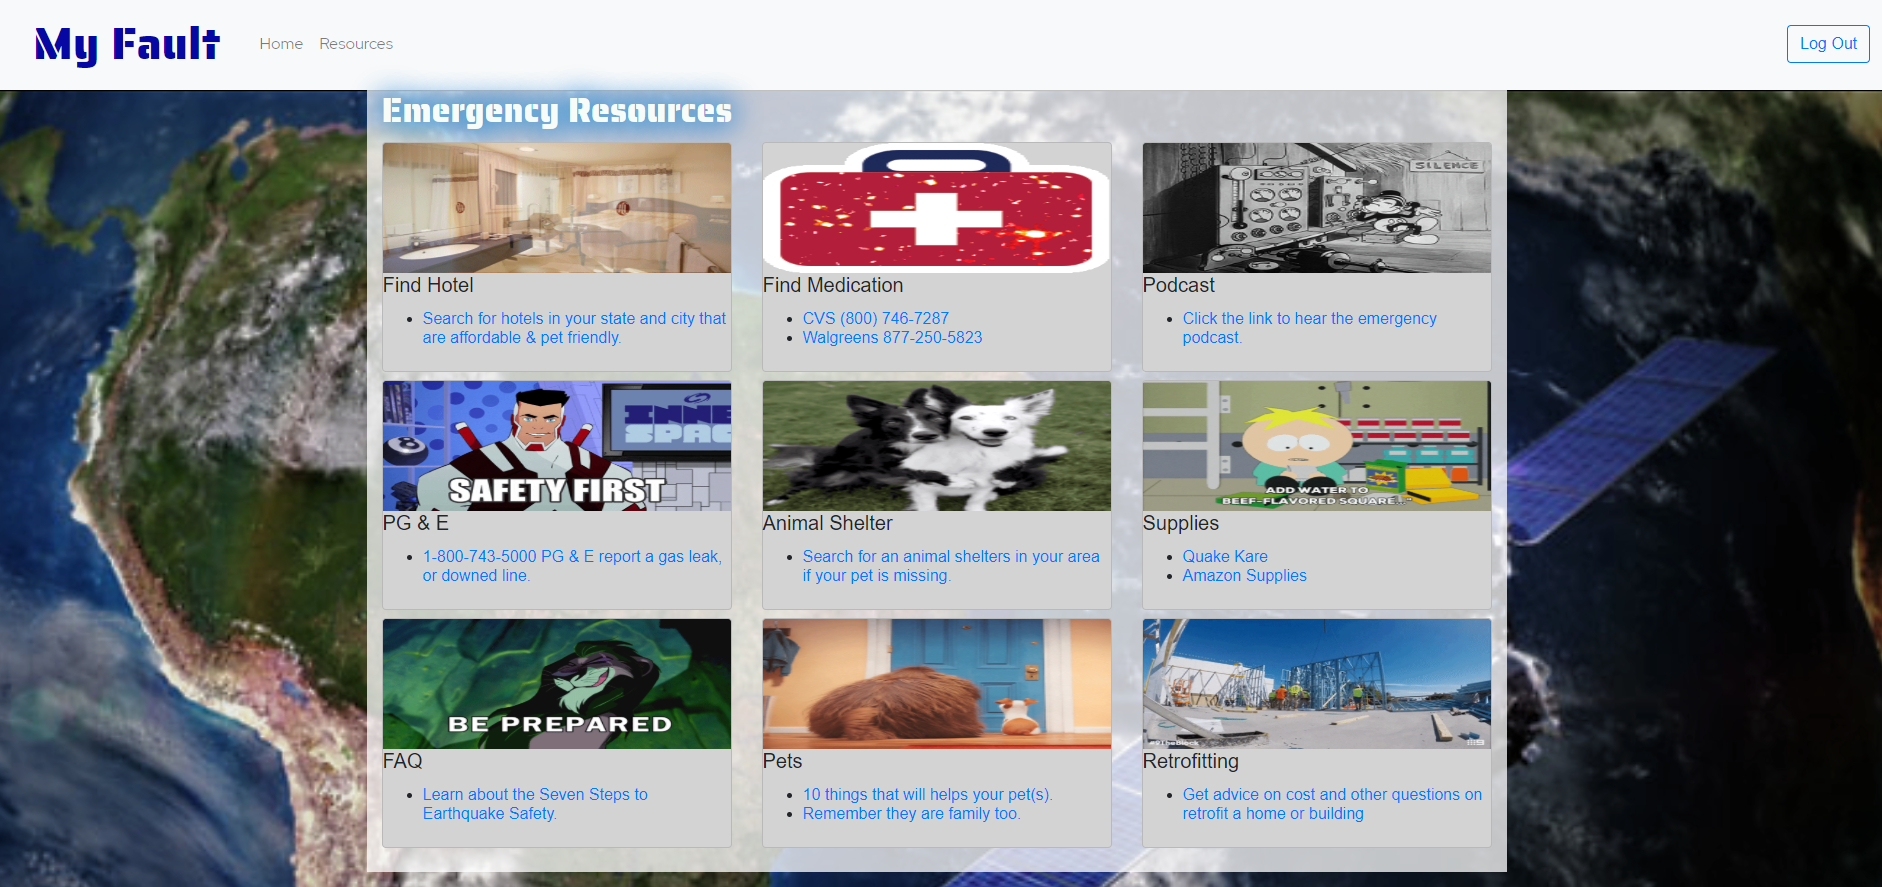 My Fault
Home
Resources
Log Out
Emergency Resources
Find Hotel
Search for hotels in your state and city that
are affordable & pet friendly.
Find Medication
CVS (800) 746-7287
Walgreens 877-250-5823
SILENCE
Podcast
Click the link to hear the emergency
podcast.
INNE
SPAC
8
SAFETY FIRST
PG & E
1-800-743-5000 PG & E report a gas leak,
or downed line.
Animal Shelter
Search for an animal shelters in your area
if your pet is missing.
ADD WATER TO
BEEF-FLAVORED SQUARE..."
Supplies
Quake Kare
Amazon Supplies
BE PREPARED
FAQ
Learn about the Seven Steps to
Earthquake Safety.
Pets
10 things that will helps your pet(s).
Remember they are family too.
#9TheBlock
Retrofitting
Get advice on cost and other questions on
retrofit a home or building